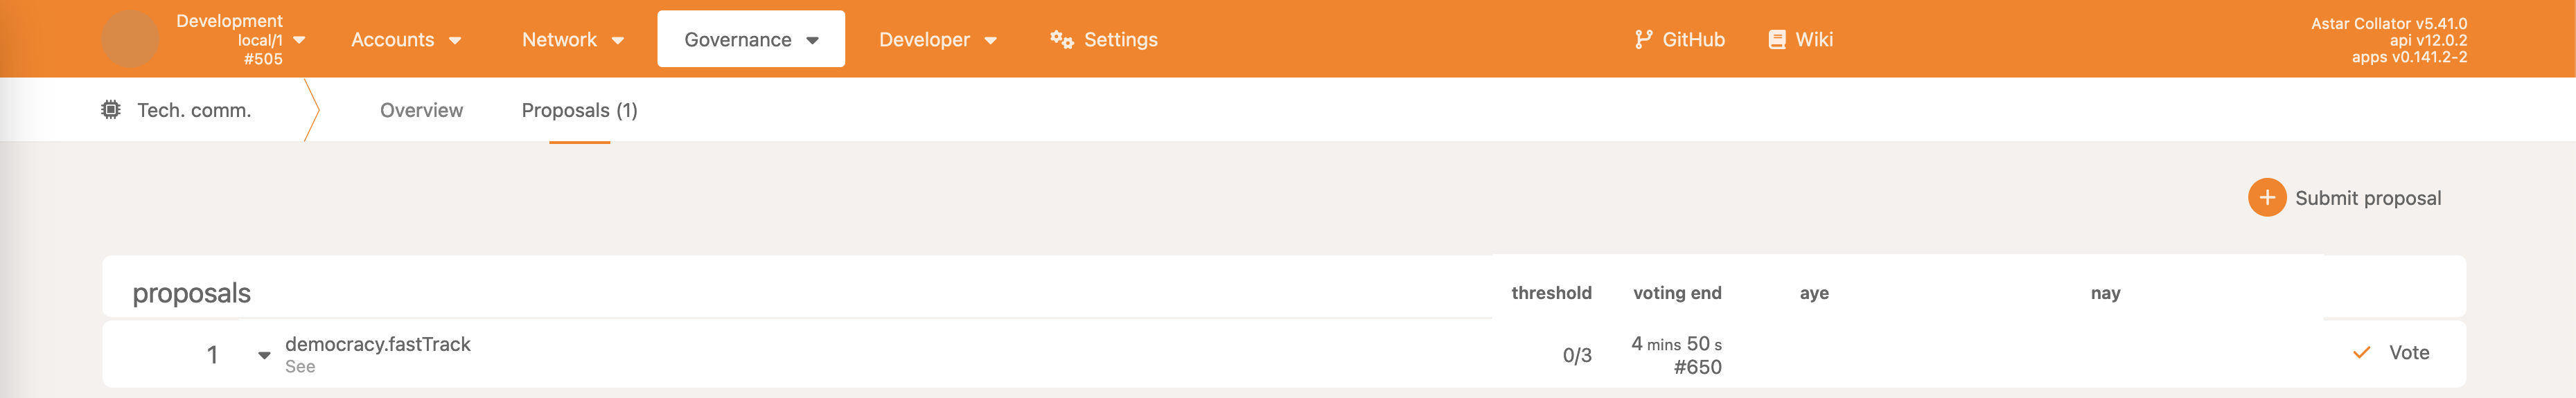 Development
local/1
#505
Accounts
Network
Governance
Developer
Settings
GitHub
Wiki
Astar Collator v5.41.0
api v12.0.2
apps v0.141.2-2
Tech. comm.
Overview
Proposals (1)
Submit proposal
proposals
threshold
voting end
aye
nay
1
democracy.fastTrack
See
0/3
4 mins 50 s
#650
Vote